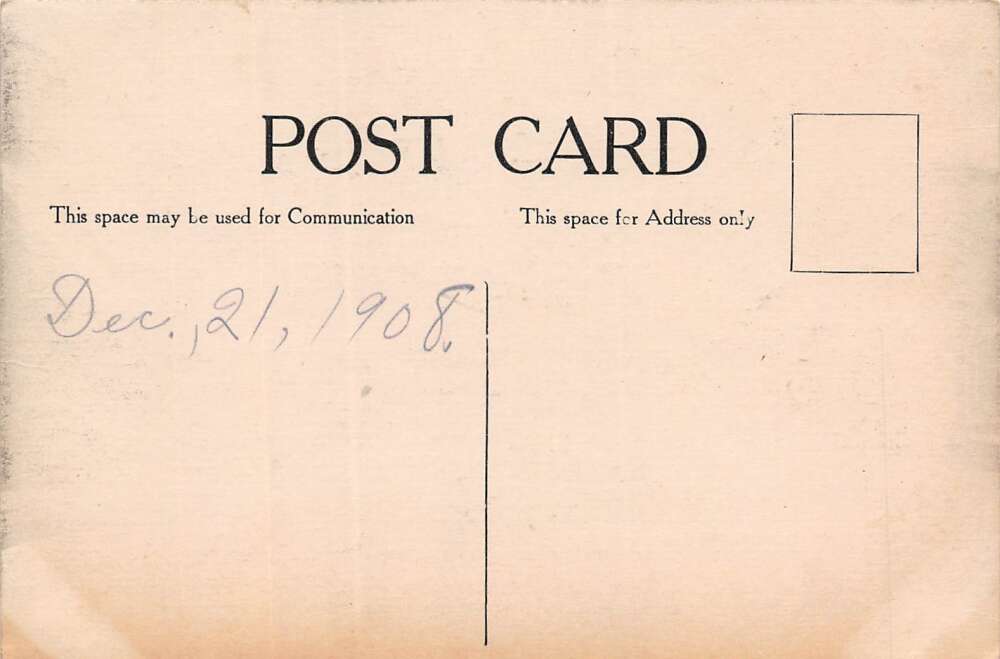 POST CARD
This space may be used for Communication
This space for Address only
Dec., 21, 1908.